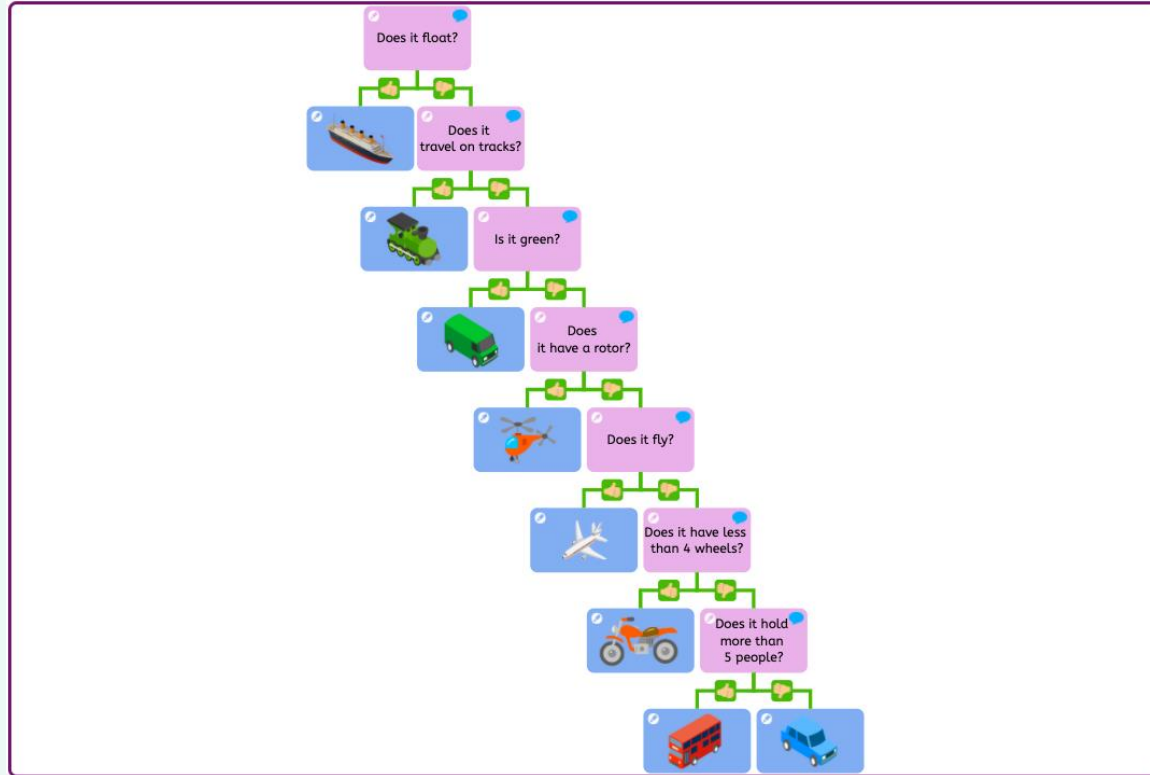 Does it float?
Does it
travel on tracks?
Is it green?
Does
it have a rotor?
Does it fly?
Does it have less
than 4 wheels?
Does it hold
more than
5 people?